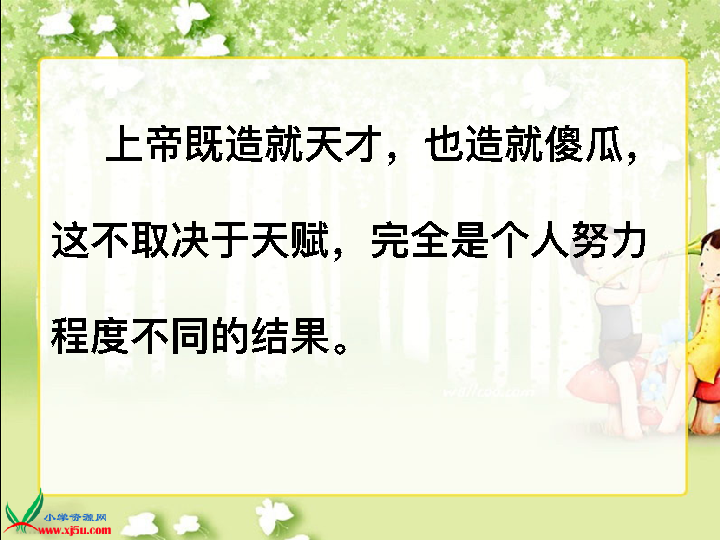 上帝既造就天才，也造就傻瓜，
这不取决于天赋，完全是个人努力
程度不同的结果。
小学资源网
www.xj5u.com